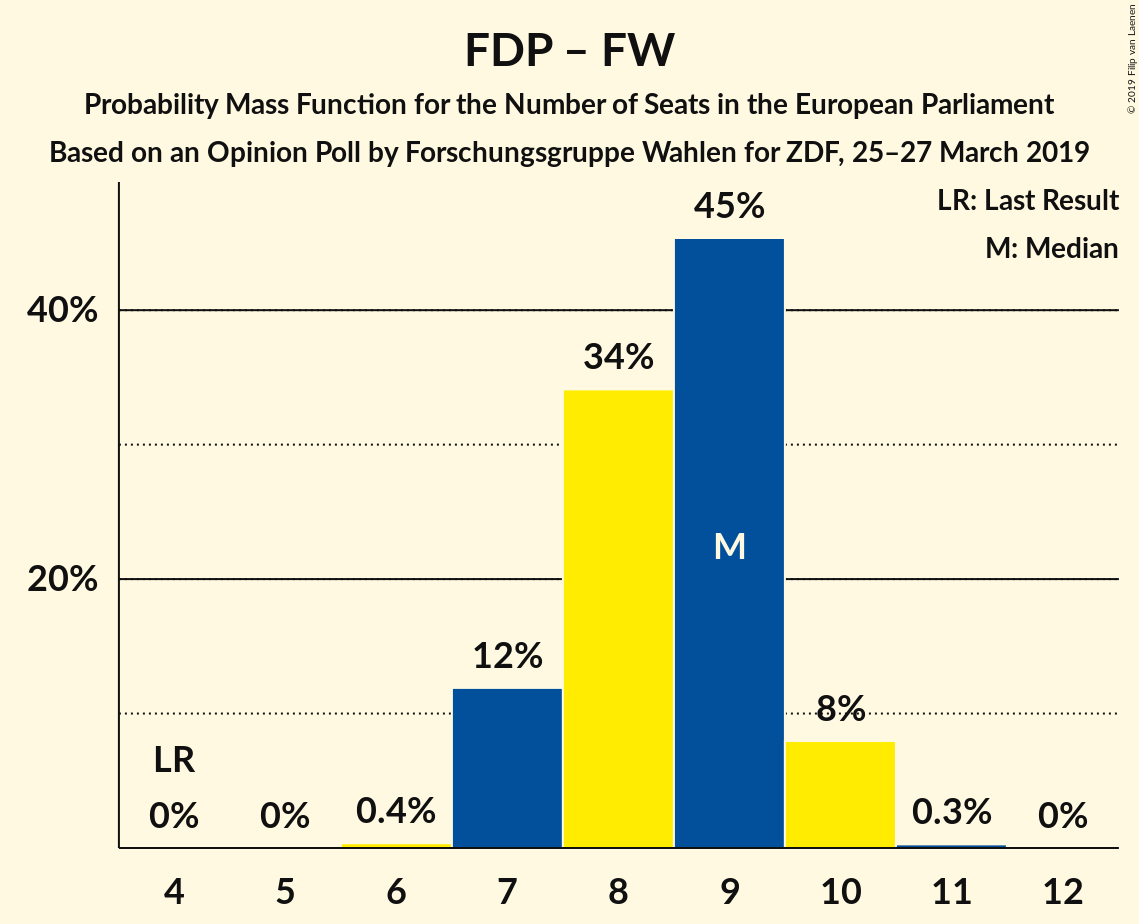 FDP – FW
Probability Mass Function for the Number of Seats in the European Parliament
Based on an Opinion Poll by Forschungsgruppe Wahlen for ZDF, 25–27 March 2019
© 2019 Filip van Laenen
LR: Last Result
M: Median
45%
40%
34%
M
20%
12%
8%
LR
0%
0%
0.4%
0.3%
0%
4 5 6 7 8 9 10 11 12